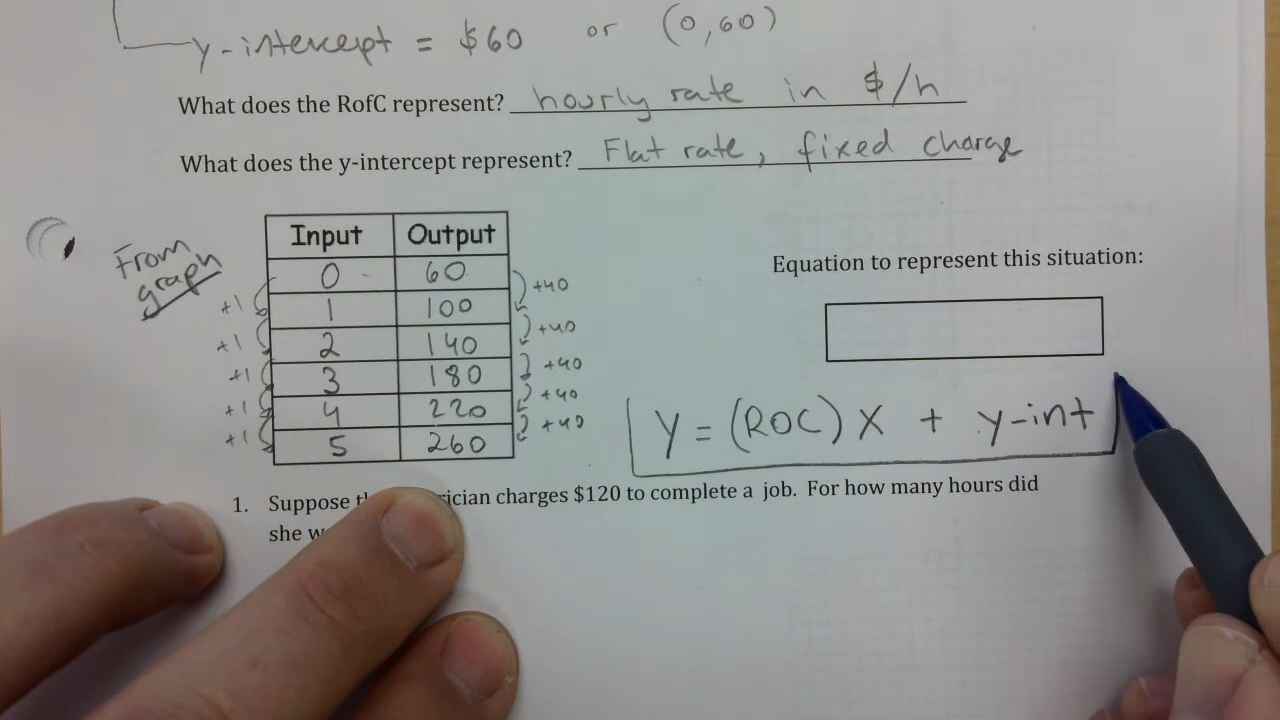 y-intercept = $60 or (0,60)
What does the RofC represent? hourly rate in $/h
What does the y-intercept represent? Flat rate, fixed charge
From
graph
Input Output
0 60
1 100
2 140
3 180
4 220
5 260
+1
+1
+1
+1
+1
+40
+40
+40
+40
+40
Equation to represent this situation:
y = (ROC) x + y-int
1. Suppose charges $120 to complete a job. For how many hours did
she